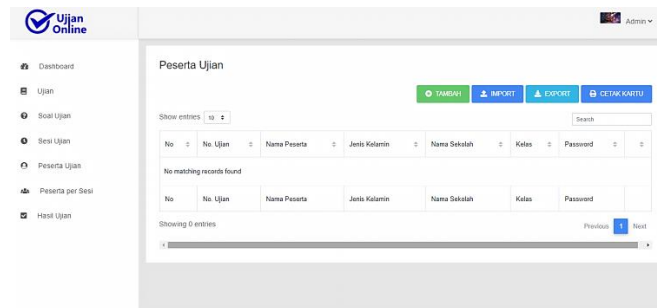 Ujian
Online
Admin
Dashboard
Ujian
Soal Ujian
Sesi Ujian
Peserta Ujian
Peserta per Sesi
Hasil Ujian
Peserta Ujian
TAMBAH IMPORT EXPORT CETAK KARTU
Show entries 10 Search
No No. Ujian Nama Peserta Jenis Kelamin Nama Sekolah Kelas Password
No matching records found
No No. Ujian Nama Peserta Jenis Kelamin Nama Sekolah Kelas Password
Showing 0 entries
Previous 1 Next